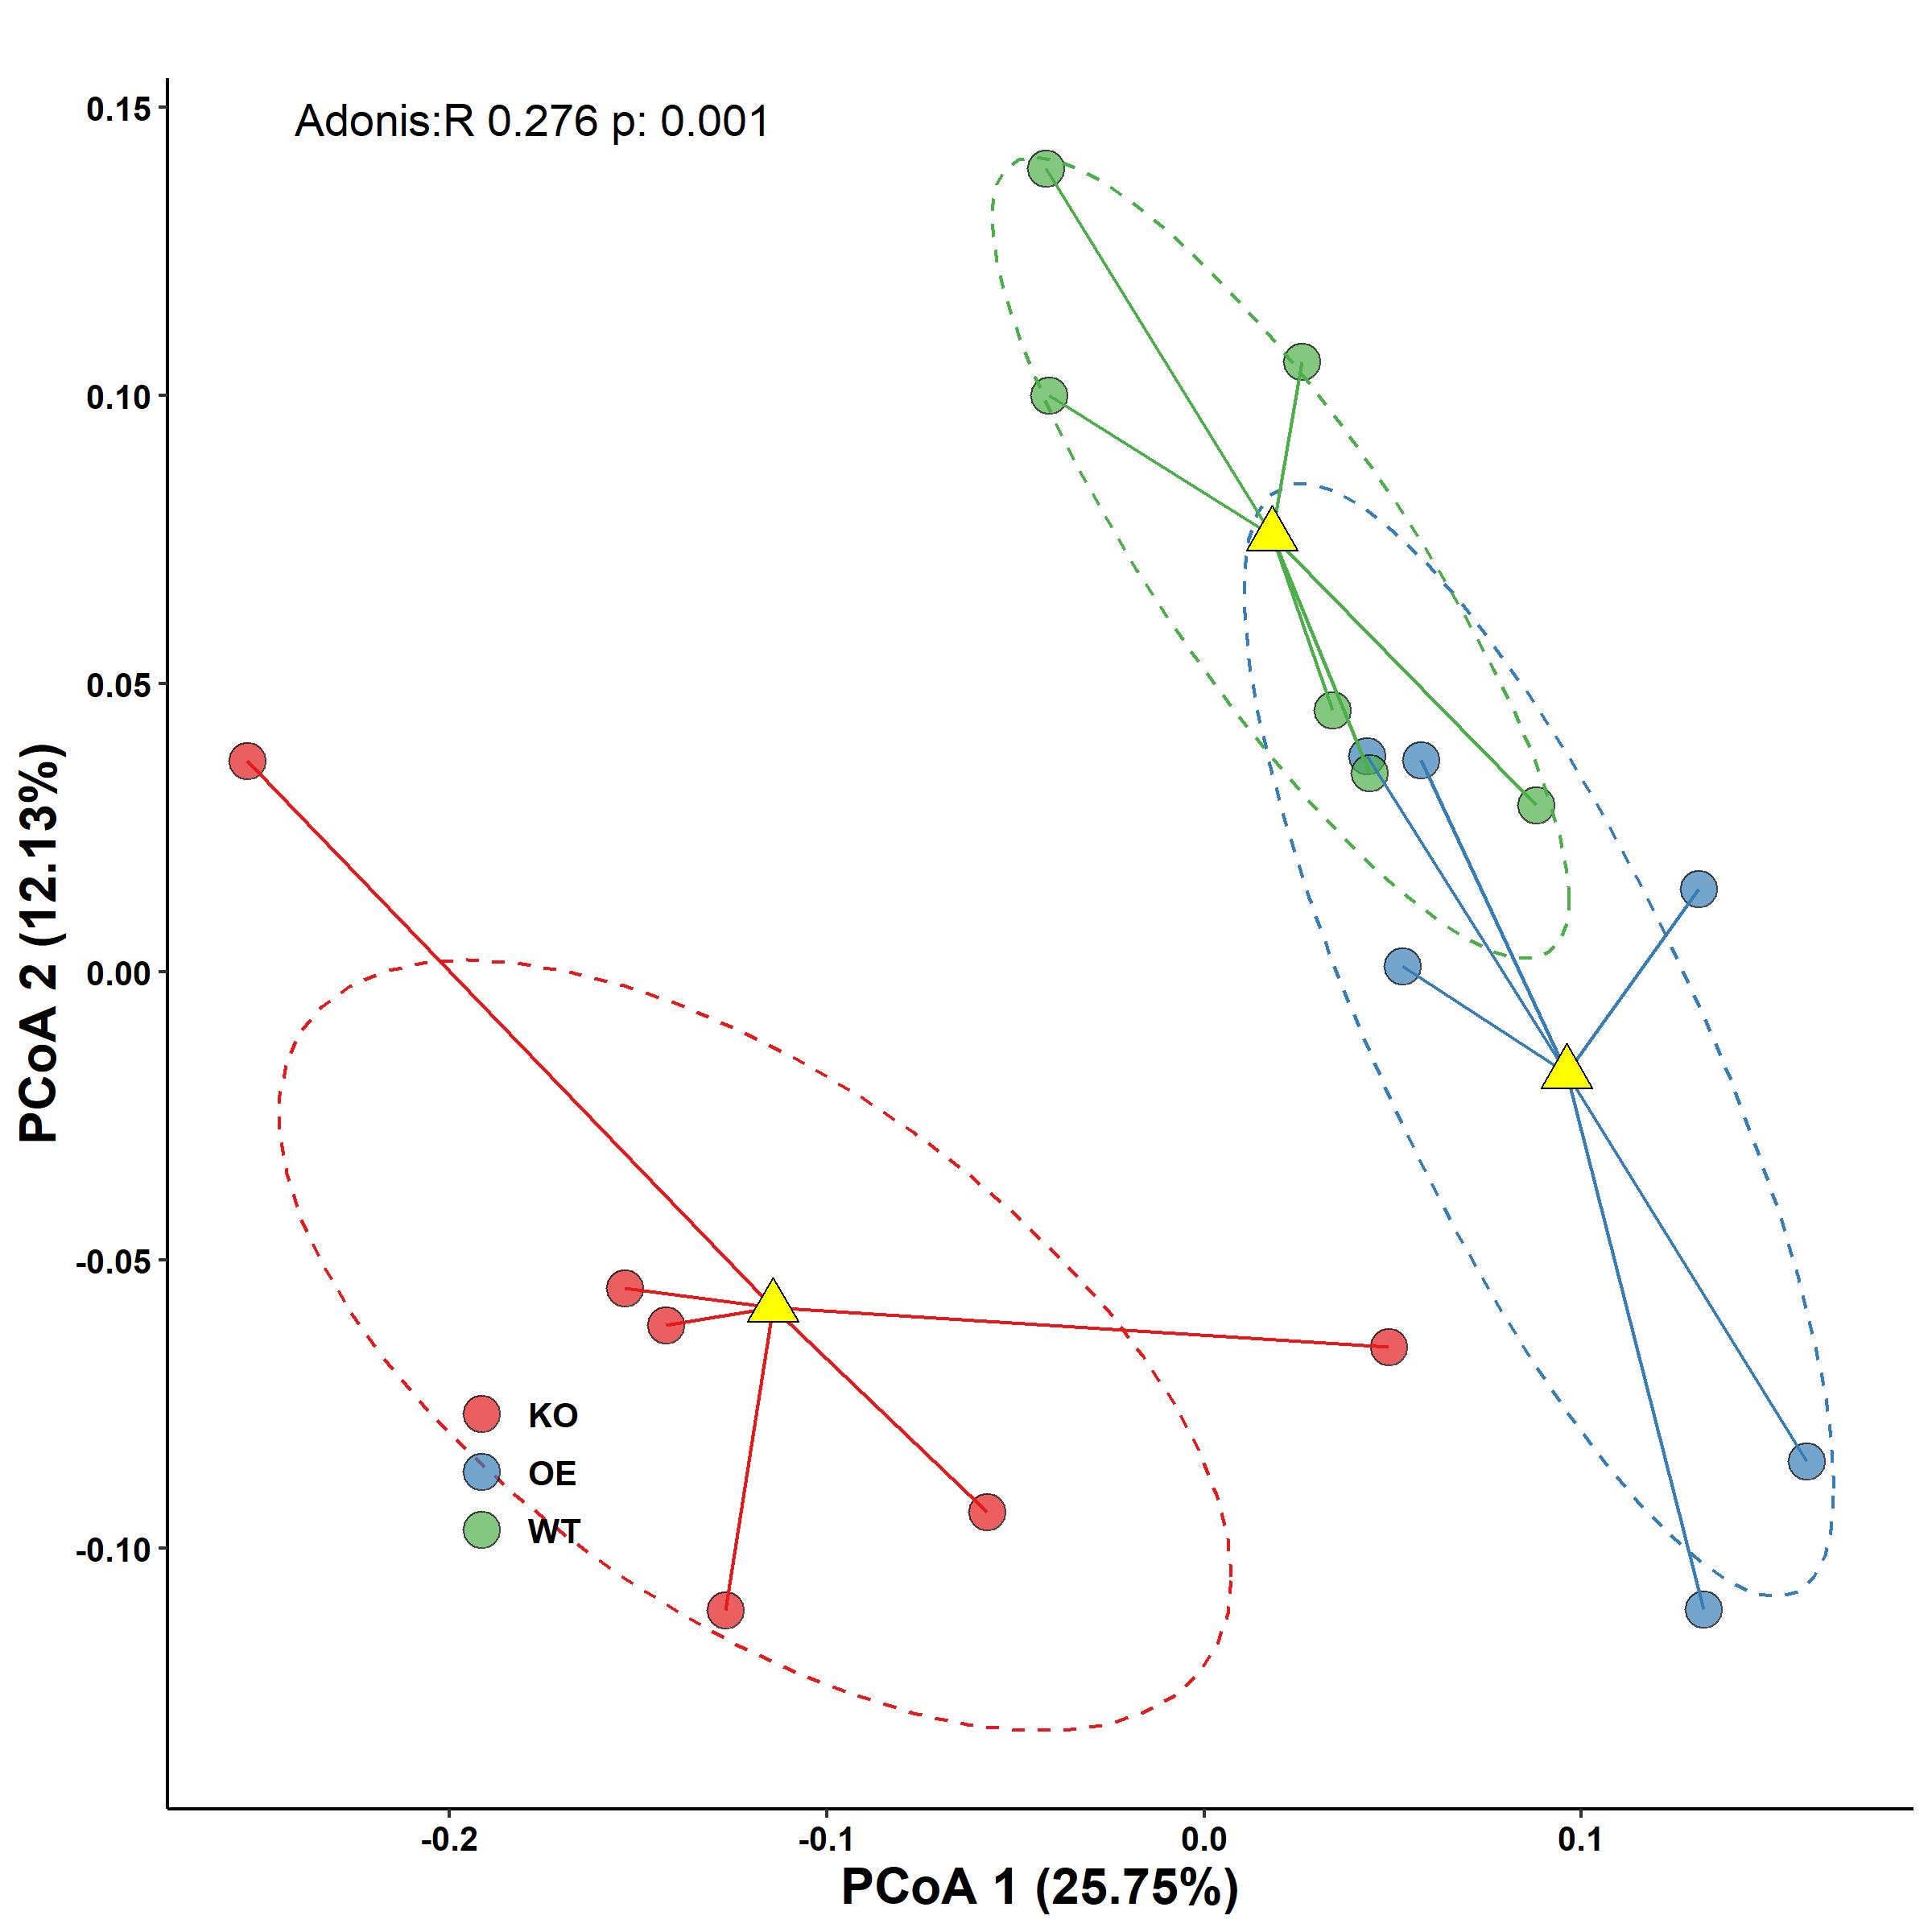 Adonis:R 0.276 p: 0.001
0.15
0.10
0.05
0.00
-0.05
-0.10
PCoA 2 (12.13%)
KO
OE
WT
-0.2
-0.1
0.0
0.1
PCoA 1 (25.75%)